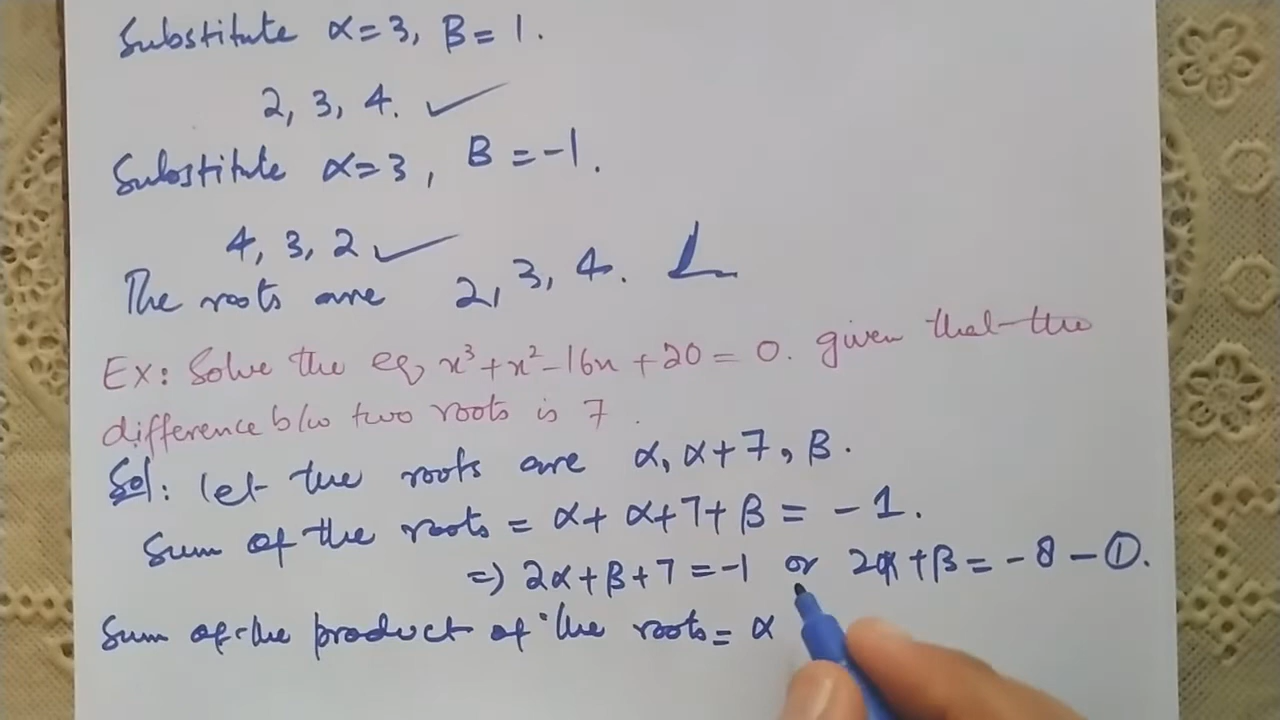 Substitute α=3, B=1.
2, 3, 4. ✓
Substitute α=3, B=-1.
4, 3, 2 ✓
The roots are 2, 3, 4.
Ex: Solve the eq x³+x²-16x+20=0. given that the
difference b/w two roots is 7.
Sol: let the roots are α, α+7, β.
Sum of the roots = α+α+7+β = -1.
=> 2α+β+7=-1 or 2α+β=-8-①.
Sum of the product of the roots= α